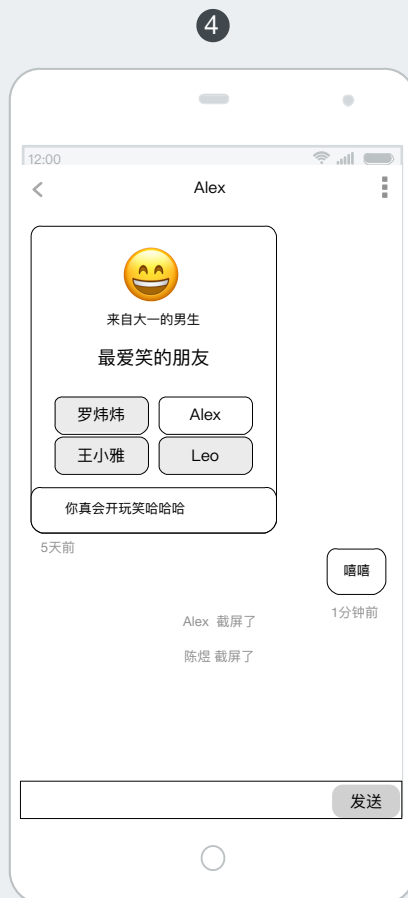 4
12:00
Alex
来自大一的男生
最爱笑的朋友
罗炜炜 Alex
王小雅 Leo
你真会开玩笑哈哈哈
5天前
嘻嘻
1分钟前
Alex 截屏了
陈煜 截屏了
发送